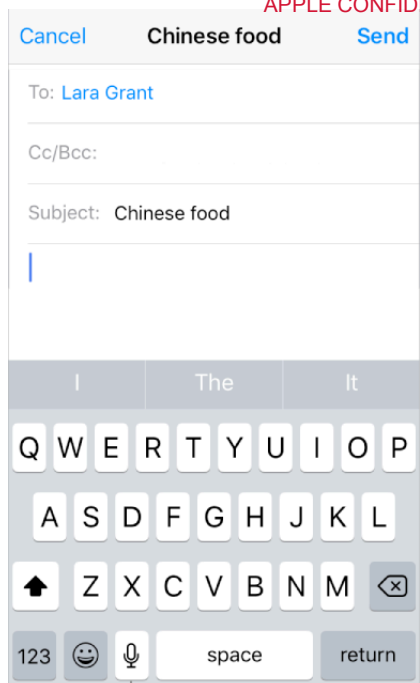 APPLE CONFID
Cancel Chinese food Send
To: Lara Grant
Cc/Bcc:
Subject: Chinese food
I The It
Q W E R T Y U I O P
A S D F G H J K L
Z X C V B N M
123 space return